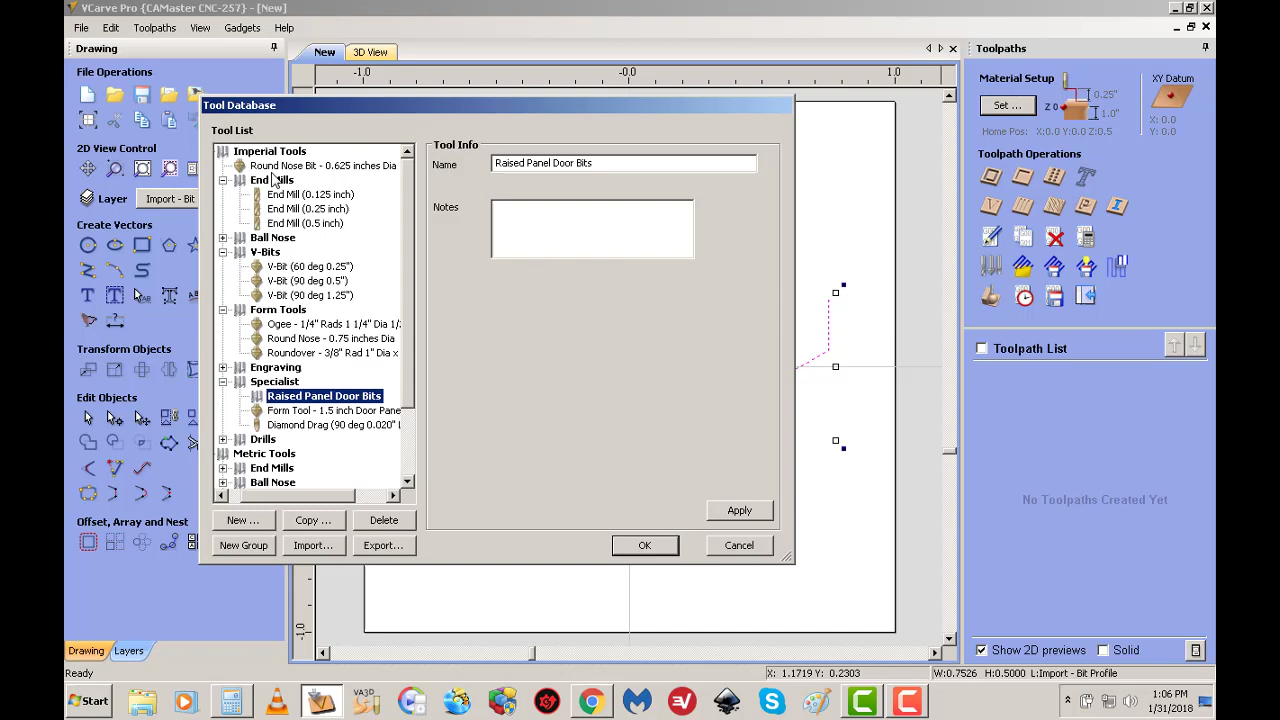 VCarve Pro {CAMaster CNC-257} - [New]
File Edit Toolpaths View Gadgets Help
Drawing
File Operations
2D View Control
Layer Import - Bit
Create Vectors
Transform Objects
Edit Objects
Offset, Array and Nest
Drawing Layers
New 3D View
-1.0 -0.0 1.0
-1.0
Tool Database
Tool List
Imperial Tools
Round Nose Bit - 0.625 inches Dia
End Mills
End Mill (0.125 inch)
End Mill (0.25 inch)
End Mill (0.5 inch)
Ball Nose
V-Bits
V-Bit (60 deg 0.25")
V-Bit (90 deg 0.5")
V-Bit (90 deg 1.25")
Form Tools
Ogee - 1/4" Rads 1 1/4" Dia 1/
Round Nose - 0.75 inches Dia
Roundover - 3/8" Rad 1" Dia x
Engraving
Specialist
Raised Panel Door Bits
Form Tool - 1.5 inch Door Pane
Diamond Drag (90 deg 0.020"
Drills
Metric Tools
End Mills
Ball Nose
New ... Copy ... Delete
New Group Import... Export...
Tool Info
Name Raised Panel Door Bits
Notes
Apply
OK Cancel
Toolpaths
Material Setup
Set ...
Z 0
0.25"
1.0"
Home Pos: X:0.0 Y:0.0 Z:0.5
XY Datum
X: 0.0
Y: 0.0
Toolpath Operations
Toolpath List
No Toolpaths Created Yet
Show 2D previews Solid
Ready X: 1.1719 Y: 0.2303 W:0.7526 H:0.5000 L:Import - Bit Profile
Start VA3D 1:06 PM
1/31/2018